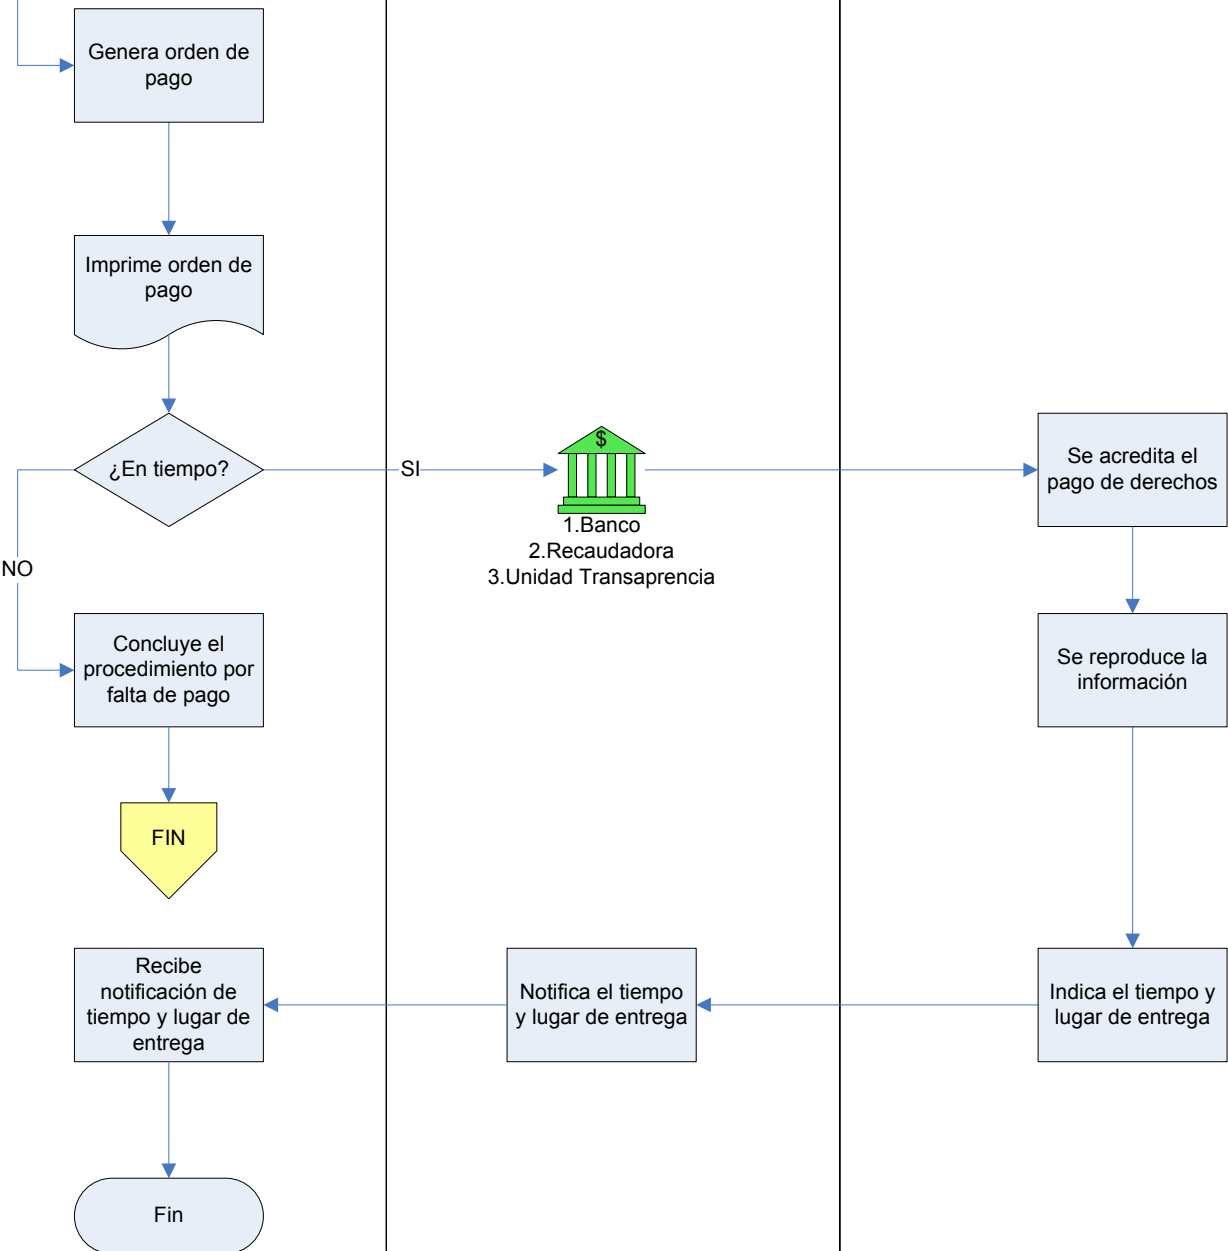 Genera orden de
pago
Imprime orden de
pago
¿En tiempo?
SI
$
1.Banco
2.Recaudadora
3.Unidad Transaprencia
Se acredita el
pago de derechos
NO
Concluye el
procedimiento por
falta de pago
Se reproduce la
información
FIN
Recibe
notificación de
tiempo y lugar de
entrega
Notifica el tiempo
y lugar de entrega
Indica el tiempo y
lugar de entrega
Fin